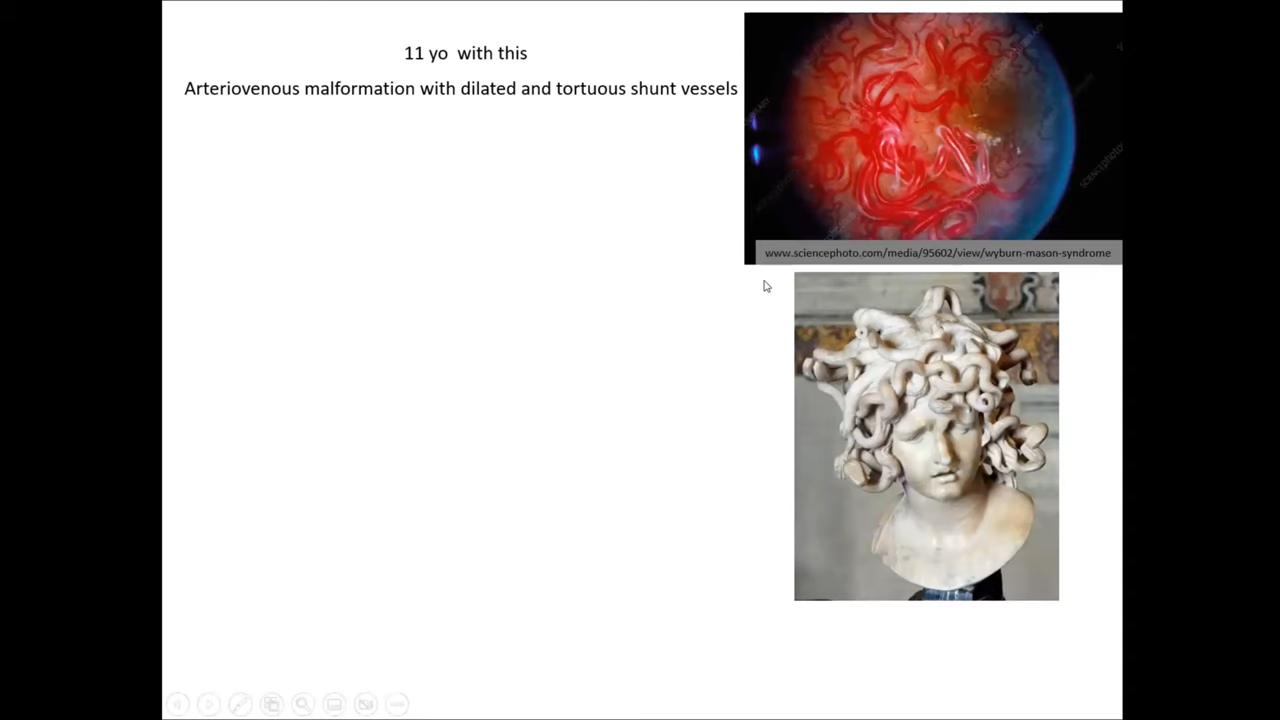 11 yo with this
Arteriovenous malformation with dilated and tortuous shunt vessels
www.sciencephoto.com/media/95602/view/wyburn-mason-syndrome